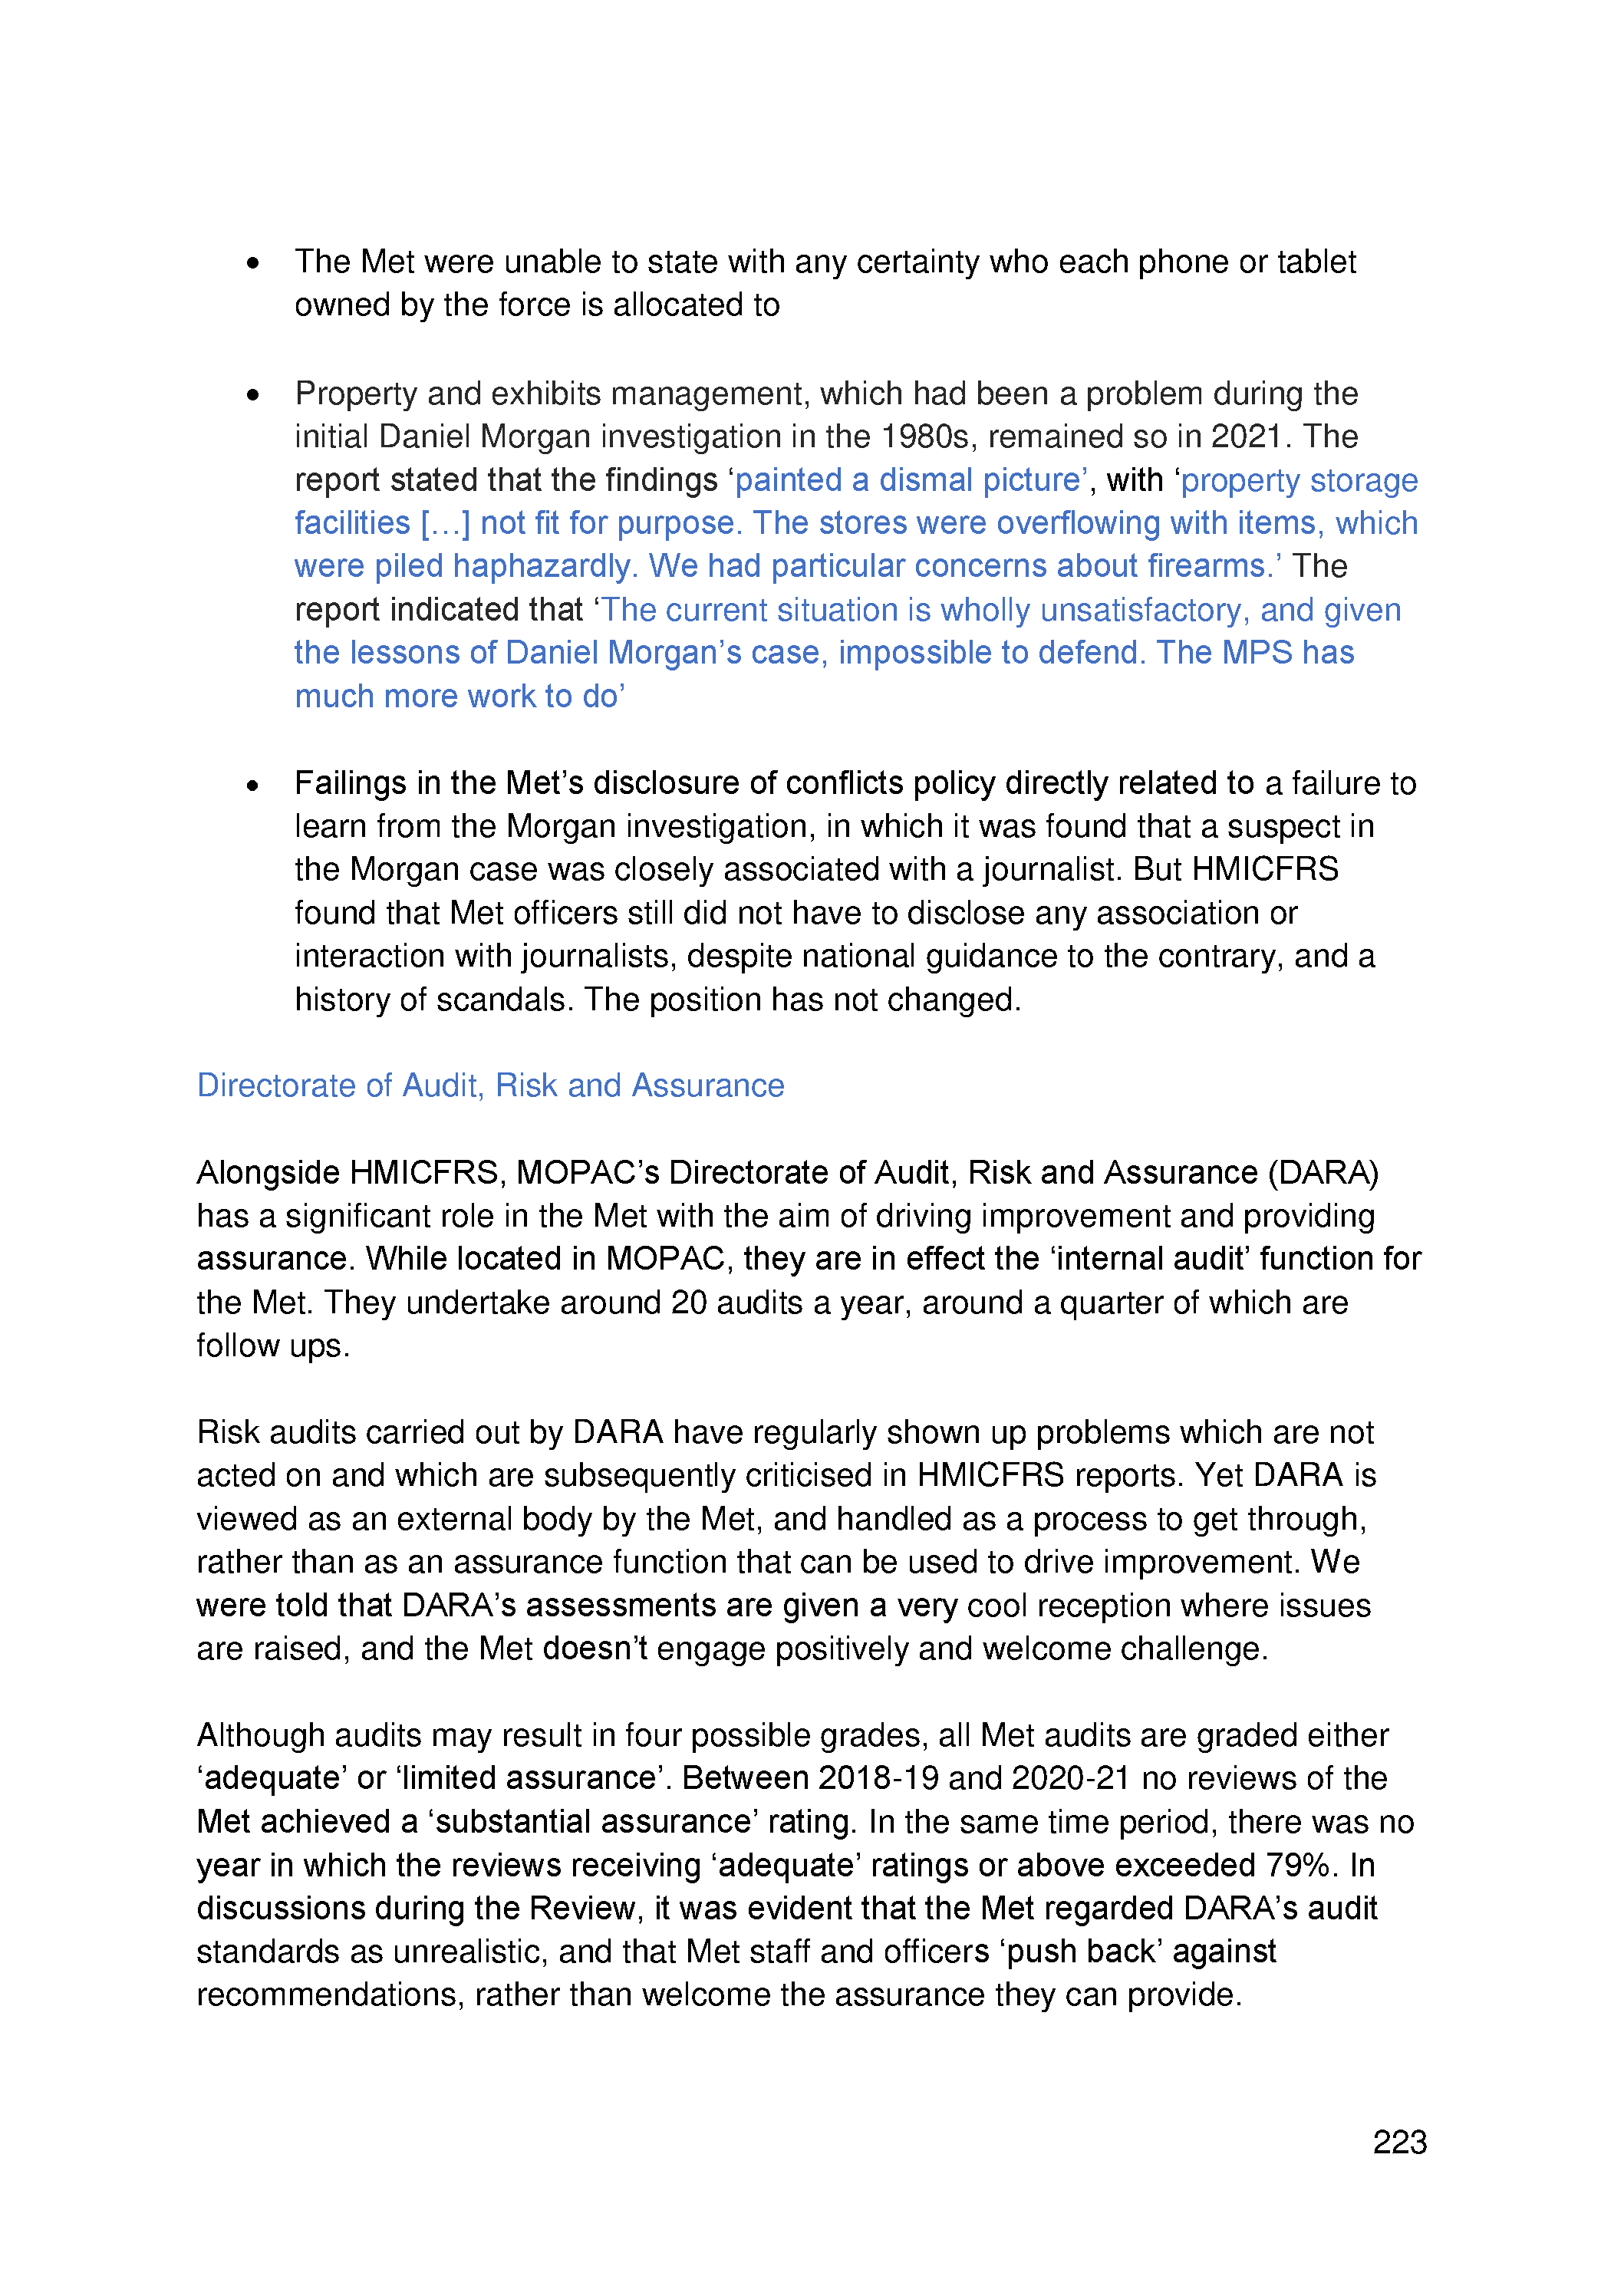 • The Met were unable to state with any certainty who each phone or tablet
owned by the force is allocated to
• Property and exhibits management, which had been a problem during the
initial Daniel Morgan investigation in the 1980s, remained so in 2021. The
report stated that the findings ‘painted a dismal picture’, with ‘property storage
facilities […] not fit for purpose. The stores were overflowing with items, which
were piled haphazardly. We had particular concerns about firearms.’ The
report indicated that ‘The current situation is wholly unsatisfactory, and given
the lessons of Daniel Morgan’s case, impossible to defend. The MPS has
much more work to do’
• Failings in the Met’s disclosure of conflicts policy directly related to a failure to
learn from the Morgan investigation, in which it was found that a suspect in
the Morgan case was closely associated with a journalist. But HMICFRS
found that Met officers still did not have to disclose any association or
interaction with journalists, despite national guidance to the contrary, and a
history of scandals. The position has not changed.
Directorate of Audit, Risk and Assurance
Alongside HMICFRS, MOPAC’s Directorate of Audit, Risk and Assurance (DARA)
has a significant role in the Met with the aim of driving improvement and providing
assurance. While located in MOPAC, they are in effect the ‘internal audit’ function for
the Met. They undertake around 20 audits a year, around a quarter of which are
follow ups.
Risk audits carried out by DARA have regularly shown up problems which are not
acted on and which are subsequently criticised in HMICFRS reports. Yet DARA is
viewed as an external body by the Met, and handled as a process to get through,
rather than as an assurance function that can be used to drive improvement. We
were told that DARA’s assessments are given a very cool reception where issues
are raised, and the Met doesn’t engage positively and welcome challenge.
Although audits may result in four possible grades, all Met audits are graded either
‘adequate’ or ‘limited assurance’. Between 2018-19 and 2020-21 no reviews of the
Met achieved a ‘substantial assurance’ rating. In the same time period, there was no
year in which the reviews receiving ‘adequate’ ratings or above exceeded 79%. In
discussions during the Review, it was evident that the Met regarded DARA’s audit
standards as unrealistic, and that Met staff and officers ‘push back’ against
recommendations, rather than welcome the assurance they can provide.
223